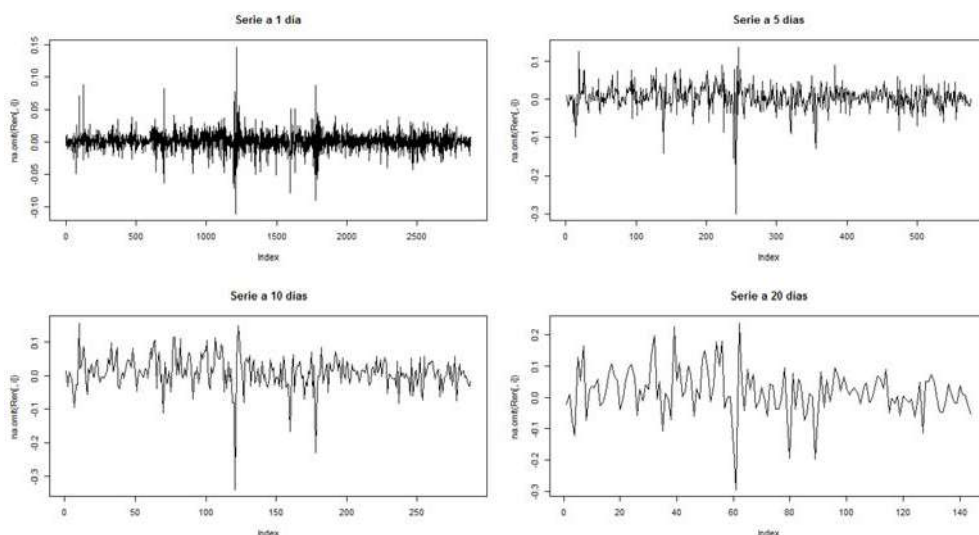 Serie a 1 día
na.omit(Ren[, i])
0.15
0.10
0.05
0.00
-0.05
-0.10
0 500 1000 1500 2000 2500
Index
Serie a 5 días
na.omit(Ren[, i])
0.1
0.0
-0.1
-0.2
-0.3
0 100 200 300 400 500
Index
Serie a 10 días
na.omit(Ren[, i])
0.1
0.0
-0.1
-0.2
-0.3
0 50 100 150 200 250
Index
Serie a 20 días
na.omit(Ren[, i])
0.2
0.1
0.0
-0.1
-0.2
-0.3
0 20 40 60 80 100 120 140
Index